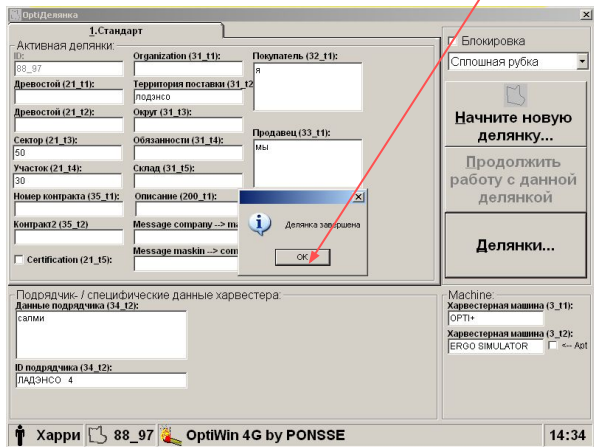 OptiДелянка
1.Стандарт
Активная делянки:
ID:
88_97
Древостой (21_t1):
Древостой (21_t2):
Сектор (21_t3):
50
Участок (21_t4):
30
Номер контракта (35_t1):
Контракт2 (35_t2)
Certification (21_t5):
Organization (31_t1):
Территория поставки (31_t2
лодэнсо
Округ (31_t3):
Обязанности (31_t4):
Склад (31_t5):
Описание (200_t1):
Message company --> ma
Message maskin --> com
Покупатель (32_t1):
я
Продавец (33_t1):
мы
Делянка завершена
OK
Блокировка
Сплошная рубка
Начните новую
делянку...
Продолжить
работу с данной
делянкой
Делянки...
Подрядчик- / специфические данные харвестера:
Данные подрядчика (34_t2):
салми
ID подрядчика (34_t2):
ЛАДЭНСО 4
Machine:
Харвестерная машина (3_t1):
OPTI+
Харвестерная машина (3_t2):
ERGO SIMULATOR
<-- Apt
Харри 88_97 OptiWin 4G by PONSSE 14:34